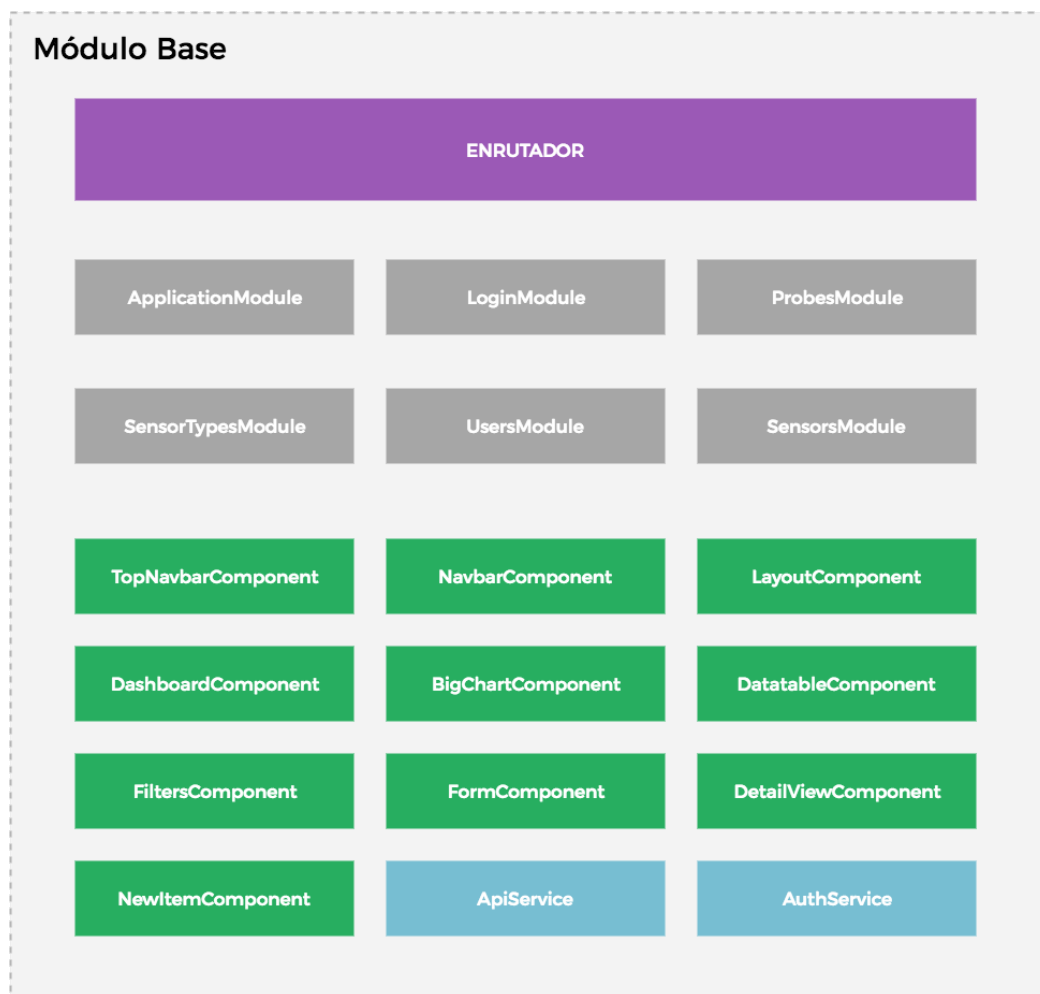 Módulo Base
ENRUTADOR
ApplicationModule
LoginModule
ProbesModule
SensorTypesModule
UsersModule
SensorsModule
TopNavbarComponent
NavbarComponent
LayoutComponent
DashboardComponent
BigChartComponent
DatatableComponent
FiltersComponent
FormComponent
DetailViewComponent
NewItemComponent
ApiService
AuthService